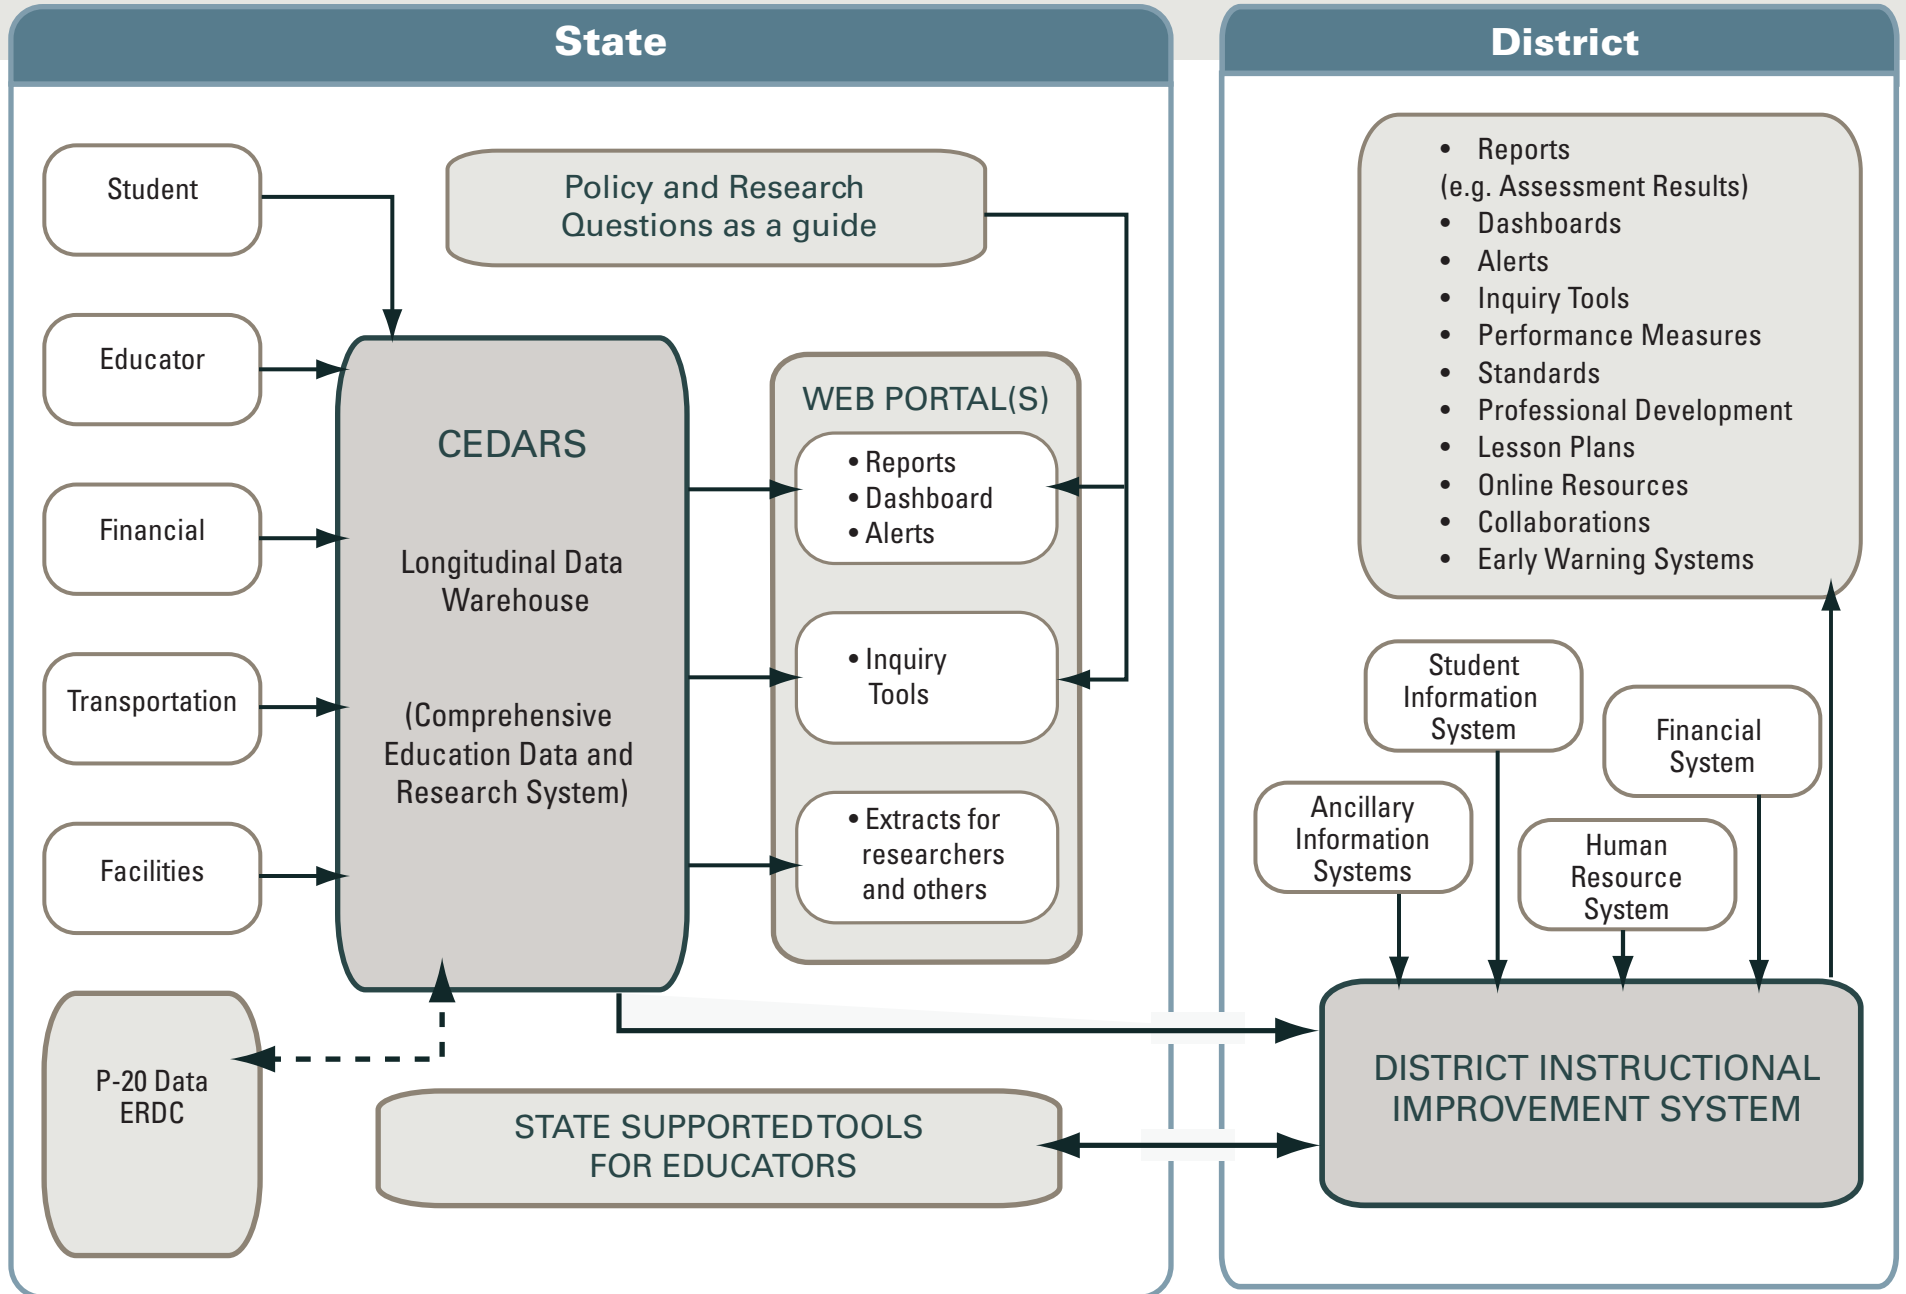 State
Student
Educator
Financial
Transportation
Facilities
P-20 Data
ERDC
Policy and Research
Questions as a guide
CEDARS
Longitudinal Data
Warehouse
(Comprehensive
Education Data and
Research System)
WEB PORTAL(S)
• Reports
• Dashboard
• Alerts
• Inquiry
Tools
• Extracts for
researchers
and others
STATE SUPPORTED TOOLS
FOR EDUCATORS
District
• Reports
(e.g. Assessment Results)
• Dashboards
• Alerts
• Inquiry Tools
• Performance Measures
• Standards
• Professional Development
• Lesson Plans
• Online Resources
• Collaborations
• Early Warning Systems
Student
Information
System
Financial
System
Ancillary
Information
Systems
Human
Resource
System
DISTRICT INSTRUCTIONAL
IMPROVEMENT SYSTEM